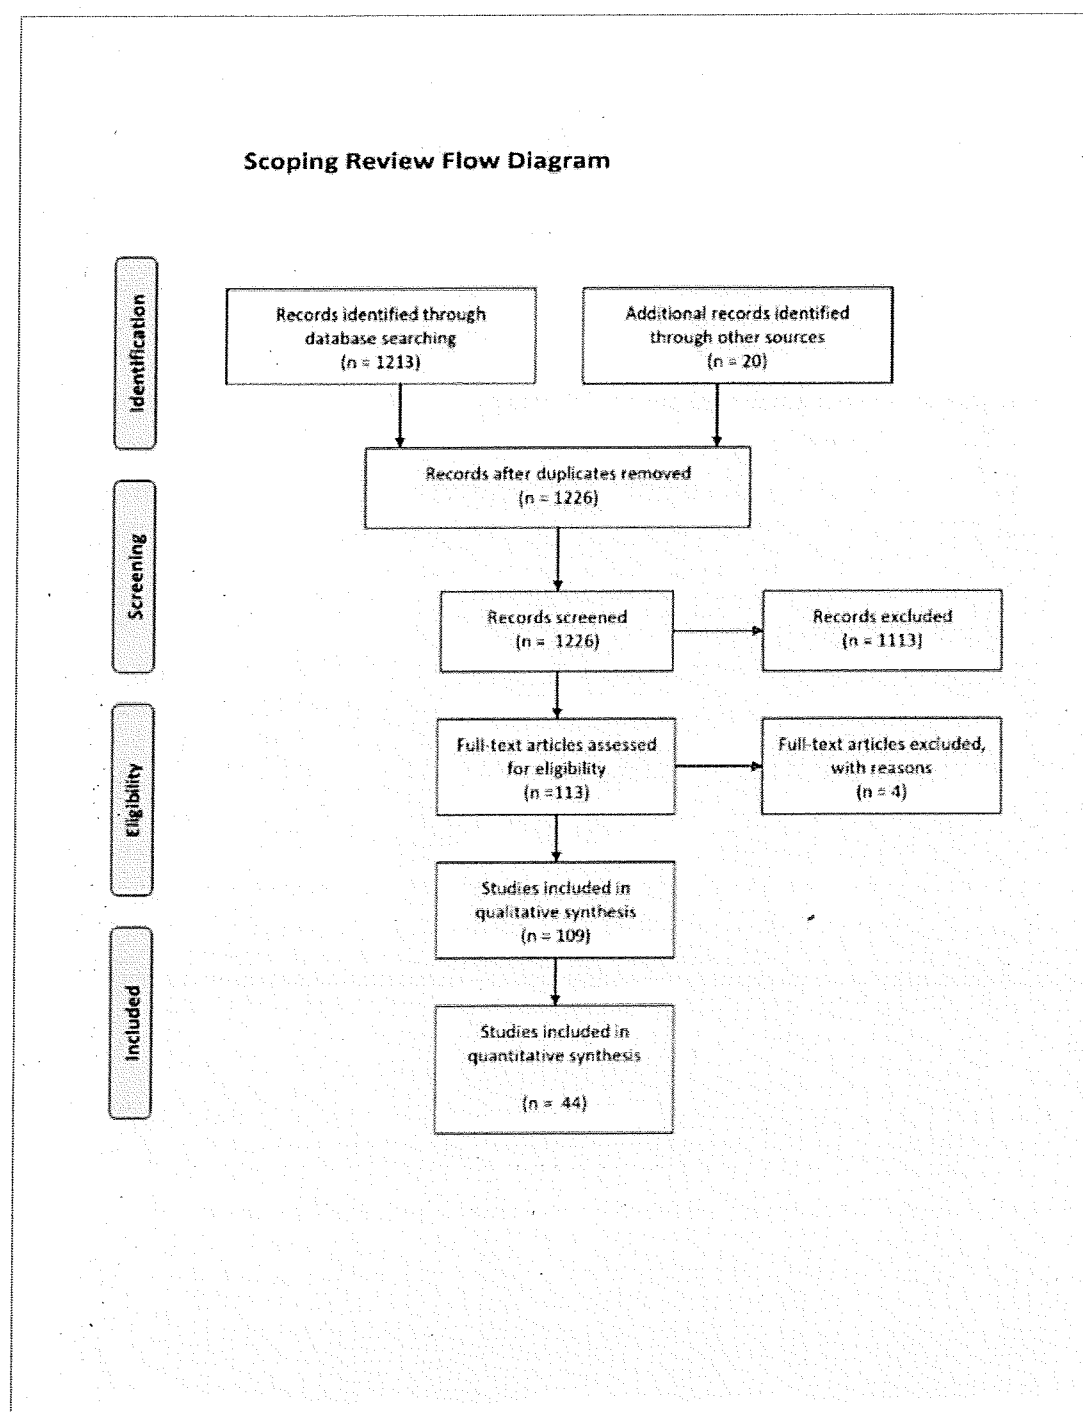 Scoping Review Flow Diagram
Identification
Records identified through
database searching
(n = 1213)
Additional records identified
through other sources
(n = 20)
Records after duplicates removed
(n = 1226)
Screening
Records screened
(n = 1226)
Records excluded
(n = 1113)
Eligibility
Full-text articles assessed
for eligibility
(n =113)
Full-text articles excluded,
with reasons
(n = 4)
Studies included in
qualitative synthesis
(n = 109)
Included
Studies included in
quantitative synthesis
(n = 44)